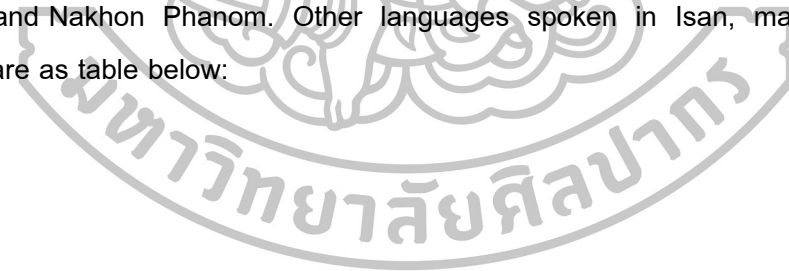 and Nakhon Phanom. Other languages spoken in Isan, ma
are as table below:
มหาวิทยาลัยศิลปากร